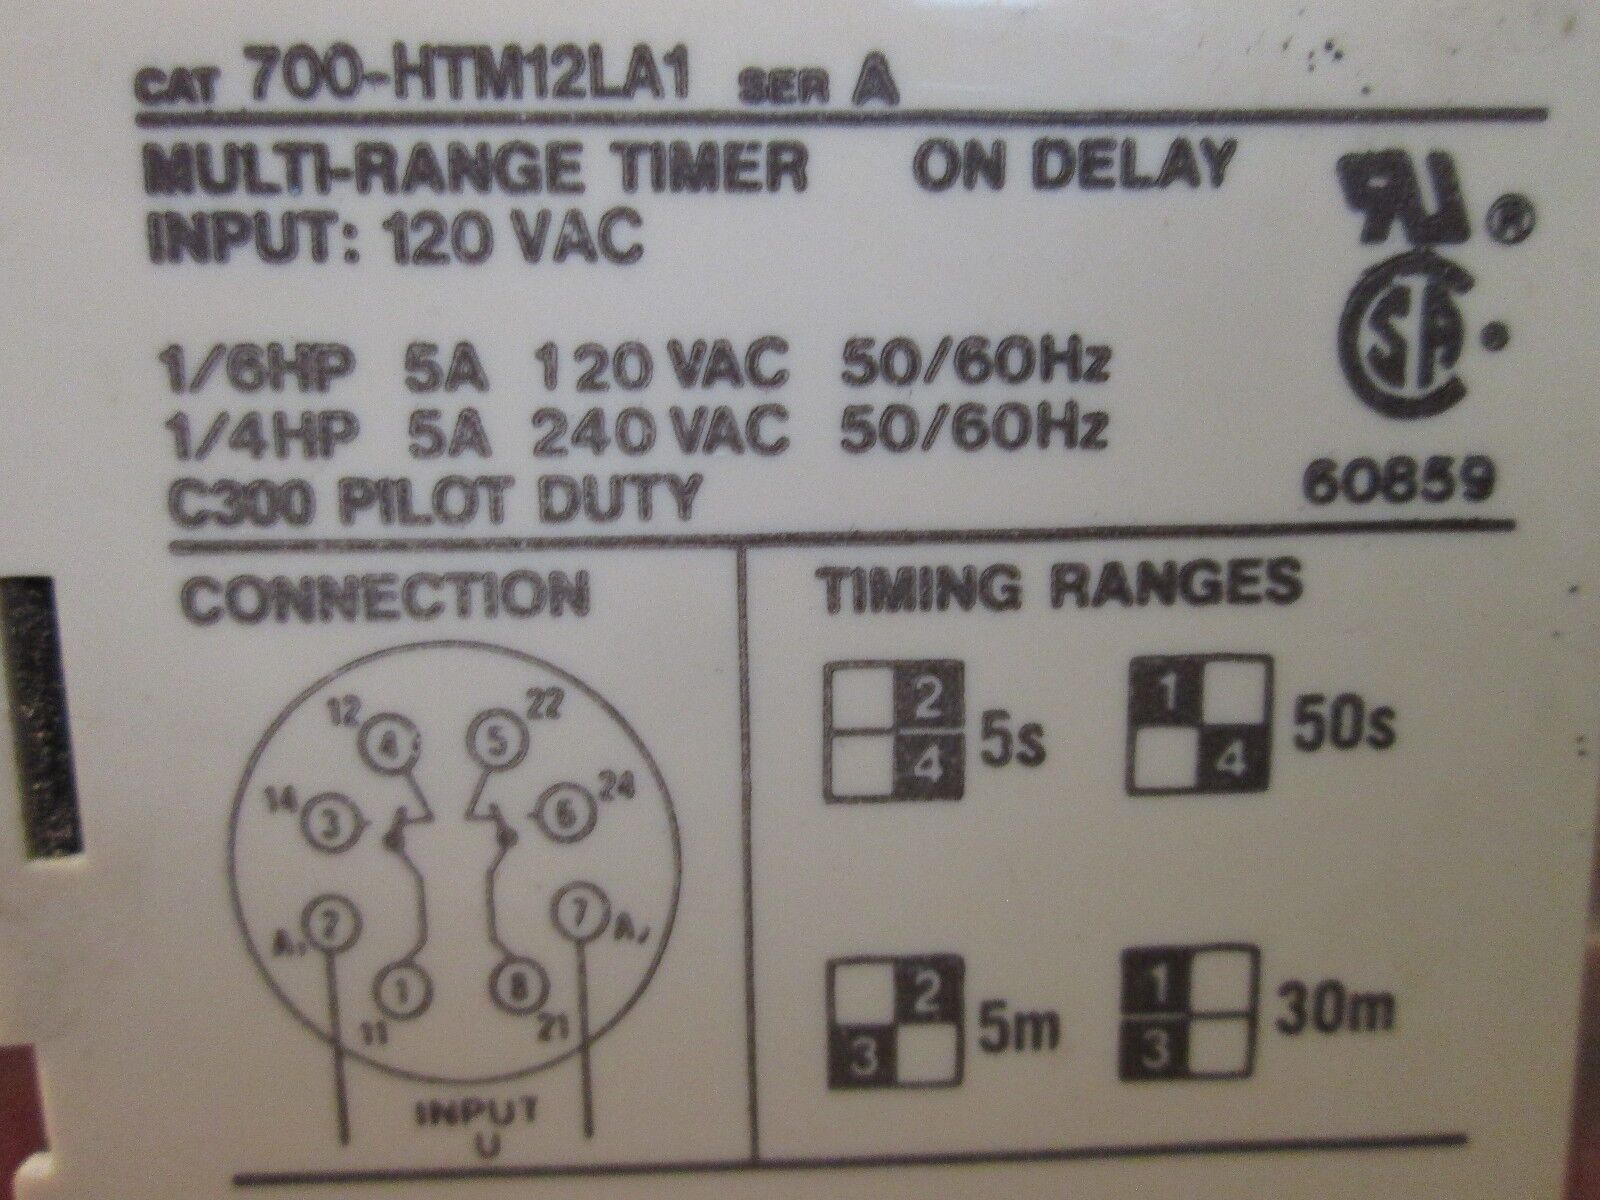 CAT 700-HTM12LA1 SER A
MULTI-RANGE TIMER ON DELAY
INPUT: 120 VAC
RU ®
1/6HP 5A 120 VAC 50/60Hz
SA
1/4HP 5A 240 VAC 50/60Hz
C300 PILOT DUTY
60859
CONNECTION
12 4 5 22
14 3 6 24
A 2 7 A
1 8
11 21
INPUT
U
TIMING RANGES
2
4 5s
1
4 50s
2
3 5m
1
3 30m